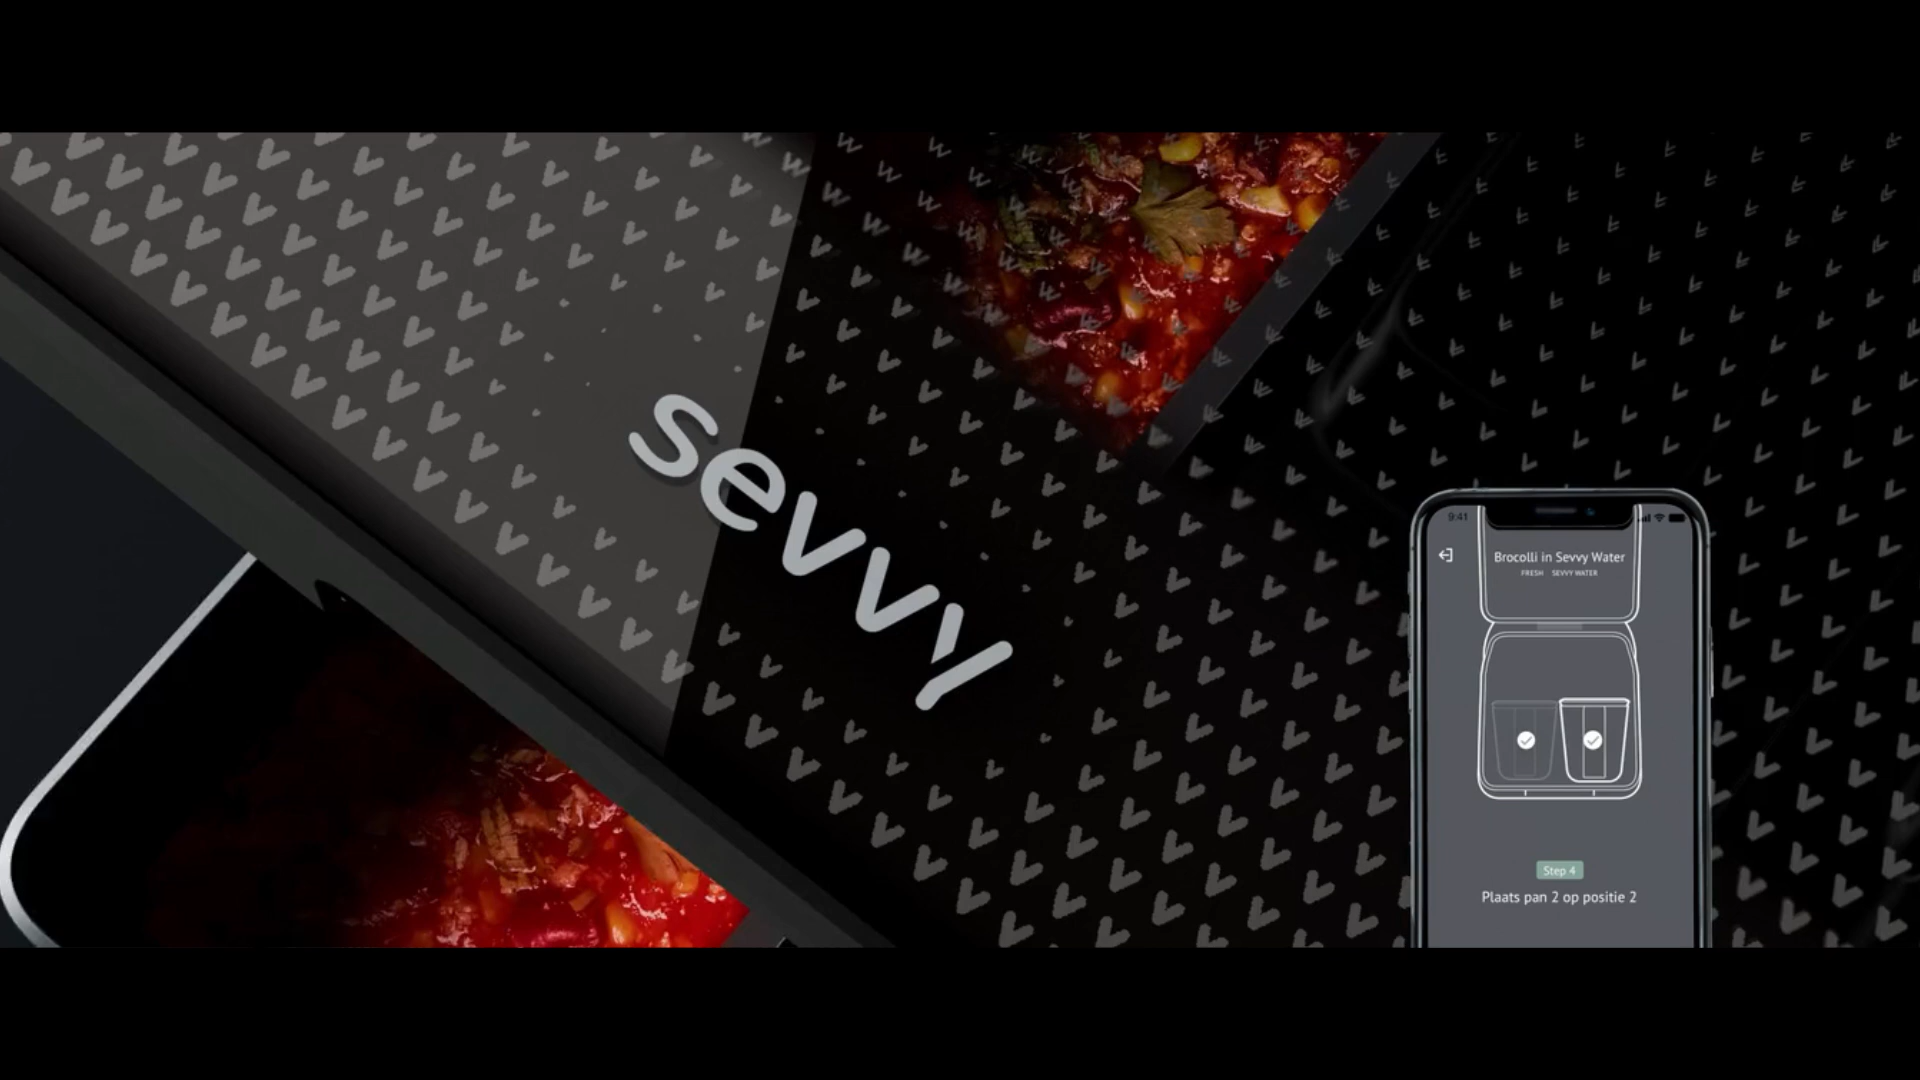 sevvy
9:41
Brocolli in Sevvy Water
FRESH SEVVY WATER
Step 4
Plaats pan 2 op positie 2